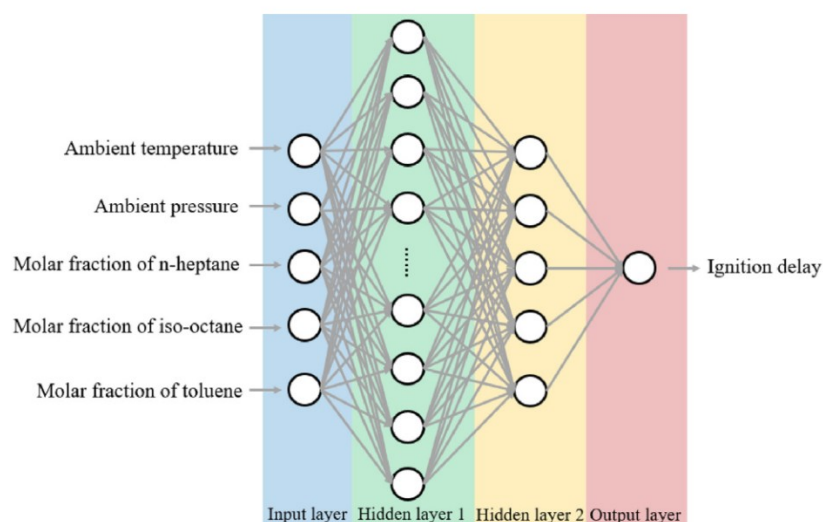 Ambient temperature
Ambient pressure
Molar fraction of n-heptane
Molar fraction of iso-octane
Molar fraction of toluene
Ignition delay
Input layer
Hidden layer 1
Hidden layer 2
Output layer